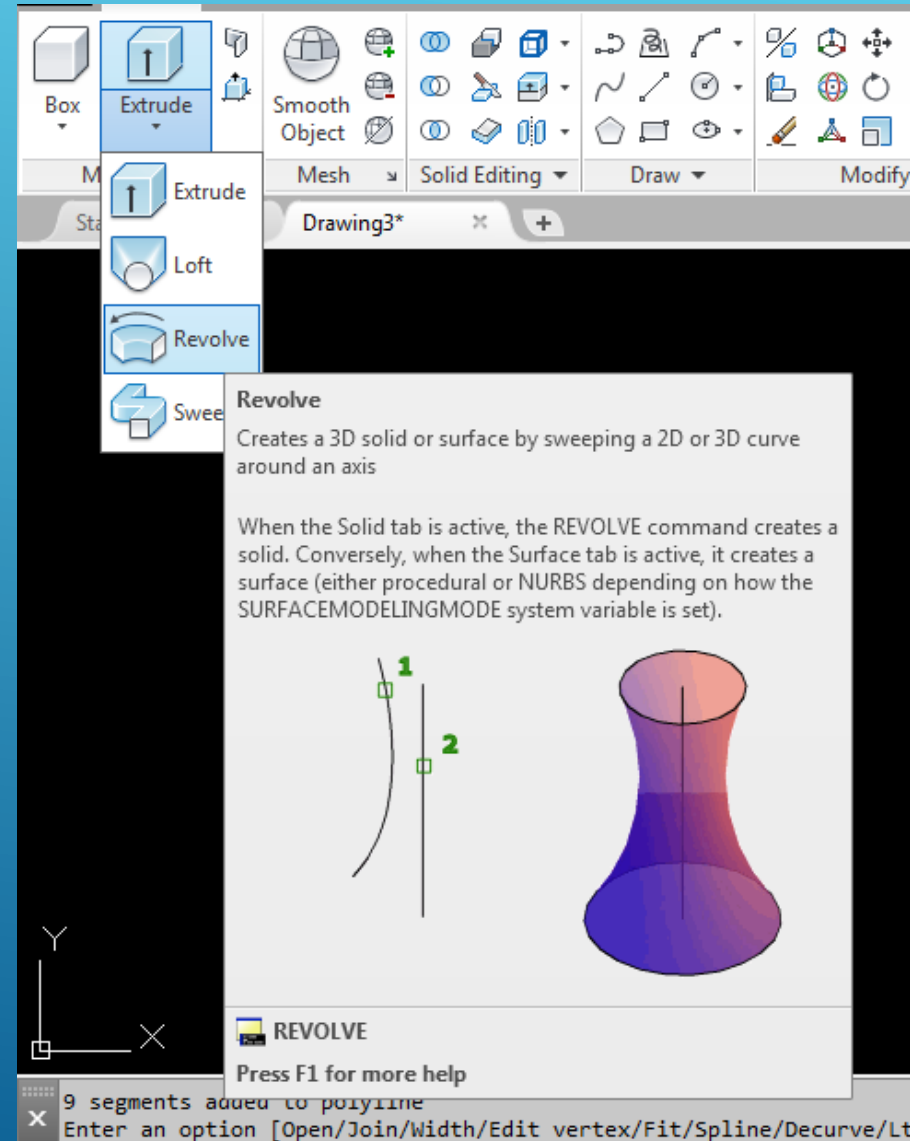 Box
Extrude
Smooth
Object
M
Mesh
Solid Editing
Draw
Modify
Extrude
Loft
Revolve
Swee
Sta
Drawing3*
Revolve
Creates a 3D solid or surface by sweeping a 2D or 3D curve
around an axis
When the Solid tab is active, the REVOLVE command creates a
solid. Conversely, when the Surface tab is active, it creates a
surface (either procedural or NURBS depending on how the
SURFACEMODELINGMODE system variable is set).
1
2
REVOLVE
Press F1 for more help
Y
X
9 segments added to polyline
Enter an option [Open/Join/Width/Edit vertex/Fit/Spline/Decurve/Lt